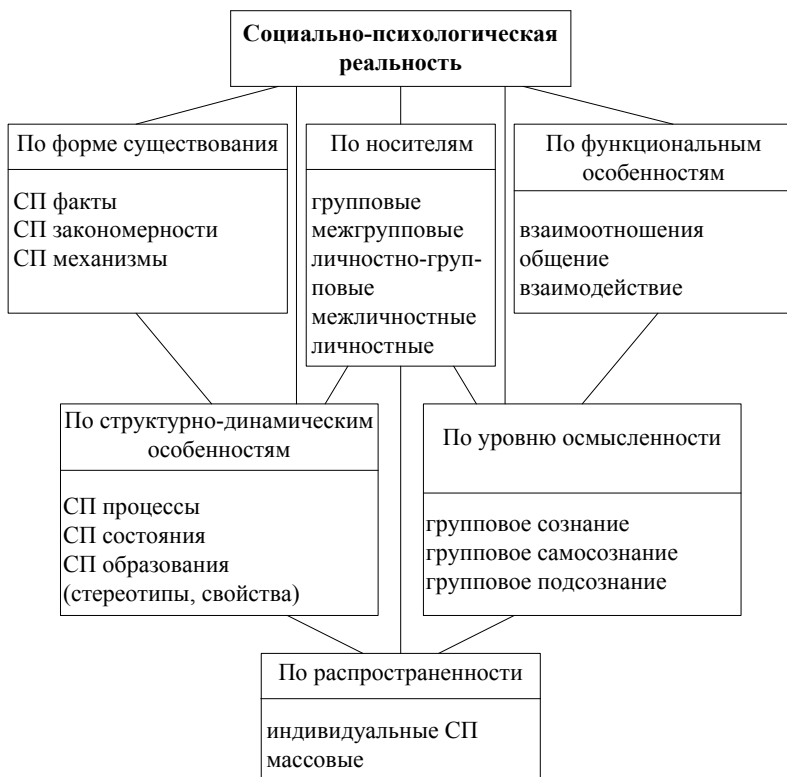 Социально-психологическая
реальность
По форме существования
СП факты
СП закономерности
СП механизмы
По носителям
групповые
межгрупповые
личностно-груп-
повые
межличностные
личностные
По функциональным
особенностям
взаимоотношения
общение
взаимодействие
По структурно-динамическим
особенностям
СП процессы
СП состояния
СП образования
(стереотипы, свойства)
По уровню осмысленности
групповое сознание
групповое самосознание
групповое подсознание
По распространенности
индивидуальные СП
массовые